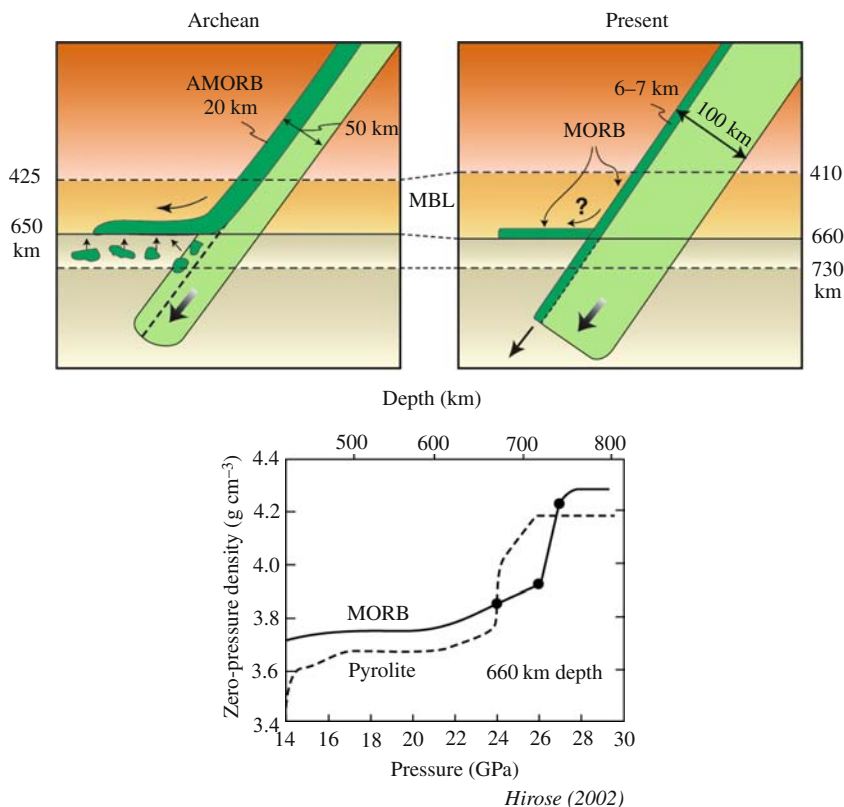 Archean
Present
AMORB
20 km
50 km
6–7 km
100 km
MORB
?
425
650
km
MBL
410
660
730
km
Depth (km)
500 600 700 800
4.4
4.2
4.0
3.8
3.6
3.4
Zero-pressure density (g cm⁻³)
MORB
Pyrolite
660 km depth
14 16 18 20 22 24 26 28 30
Pressure (GPa)
Hirose (2002)